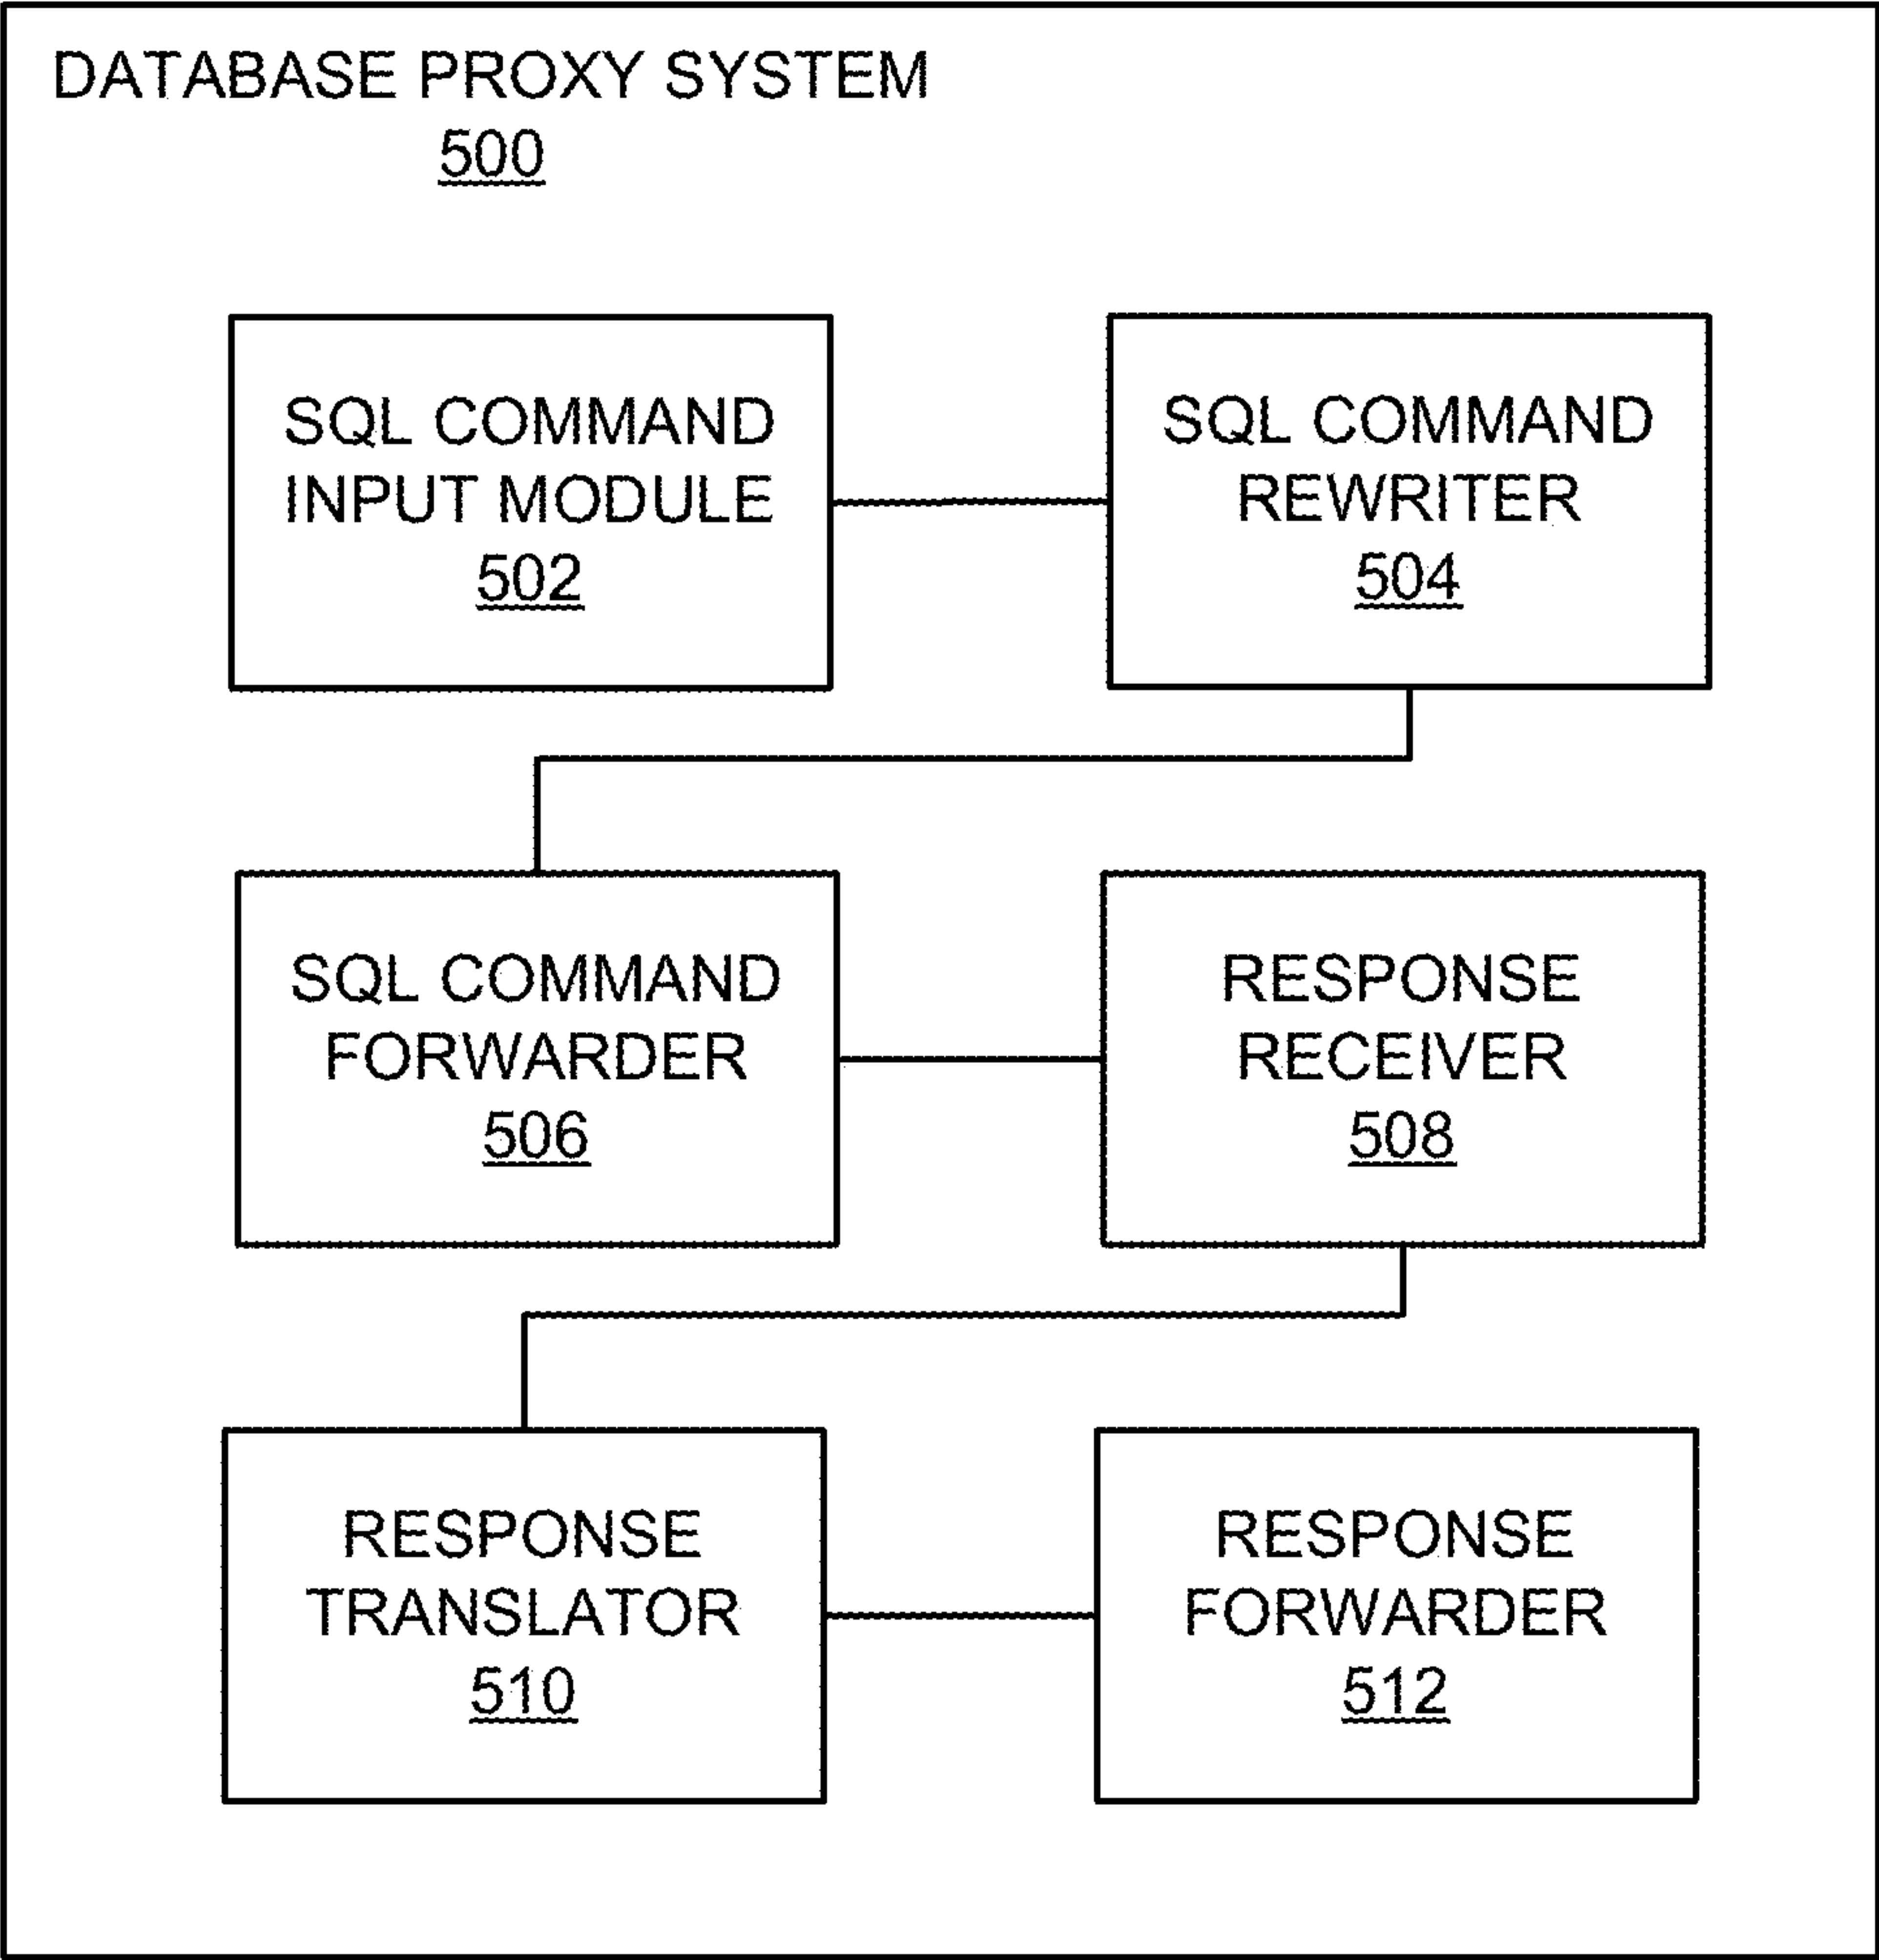 DATABASE PROXY SYSTEM
500
SQL COMMAND
INPUT MODULE
502
SQL COMMAND
REWRITER
504
SQL COMMAND
FORWARDER
506
RESPONSE
RECEIVER
508
RESPONSE
TRANSLATOR
510
RESPONSE
FORWARDER
512